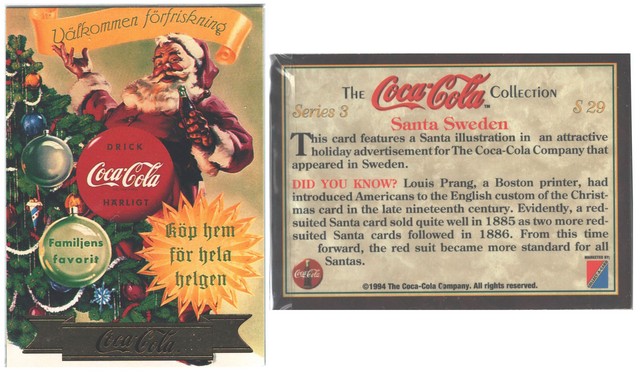 Välkommen förfriskning
DRICK
Coca-Cola
HÄRLIGT
Familjens
favorit
Köp hem
för hela
helgen
Coca-Cola
The Coca-Cola™ Collection
Series 3
S 29
Santa Sweden
This card features a Santa illustration in an attractive
holiday advertisement for The Coca-Cola Company that
appeared in Sweden.
DID YOU KNOW? Louis Prang, a Boston printer, had
introduced Americans to the English custom of the Christ-
mas card in the late nineteenth century. Evidently, a red-
suited Santa card sold quite well in 1885 as two more red-
suited Santa cards followed in 1886. From this time
forward, the red suit became more standard for all
Santas.
Coca-Cola
©1994 The Coca-Cola Company. All rights reserved.